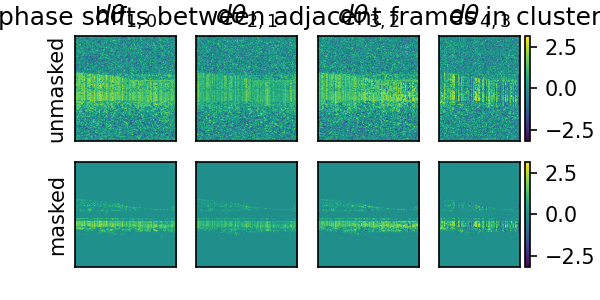 phase shifts between adjacent frames in cluster
dθ1,0 dθ2,1 dθ3,2 dθ4,3
unmasked
2.5
0.0
−2.5
masked
2.5
0.0
−2.5